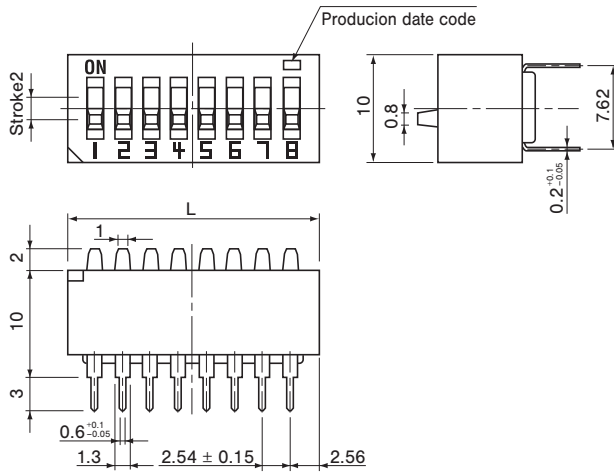 Producion date code
ON
Stroke2
1 2 3 4 5 6 7 8
10
0.8
7.62
0.2 +0.1 −0.05
L
1
2
10
3
0.6 +0.1 −0.05
1.3
2.54 ± 0.15
2.56